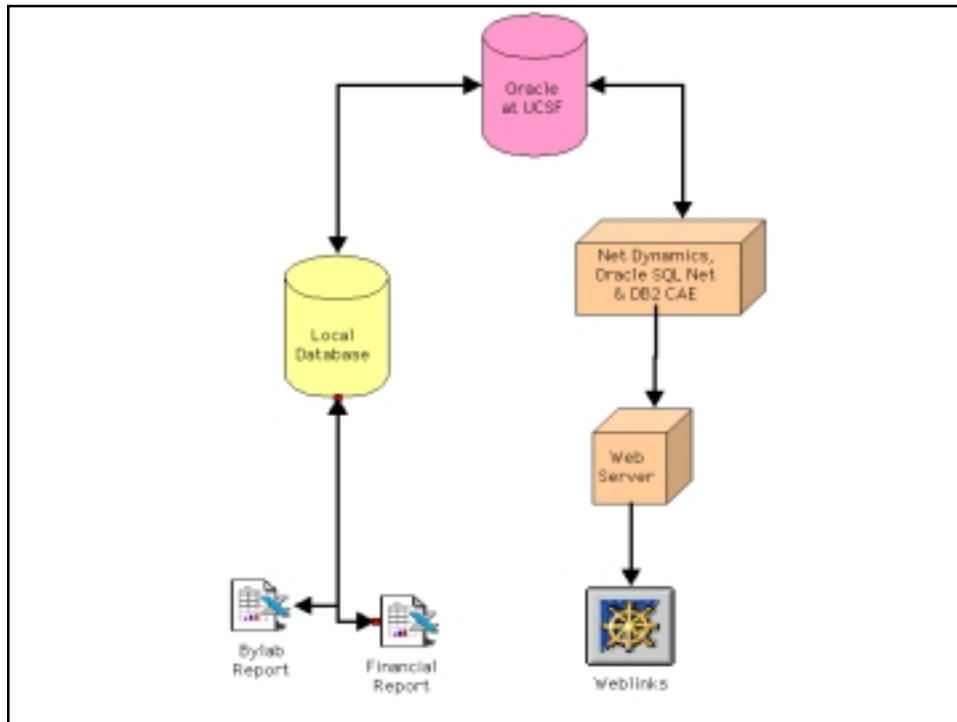 Oracle
at UCSF
Net Dynamics,
Oracle SQL Net
& DB2 CAE
Local
Database
Web
Server
Bylab
Report
Financial
Report
Weblinks